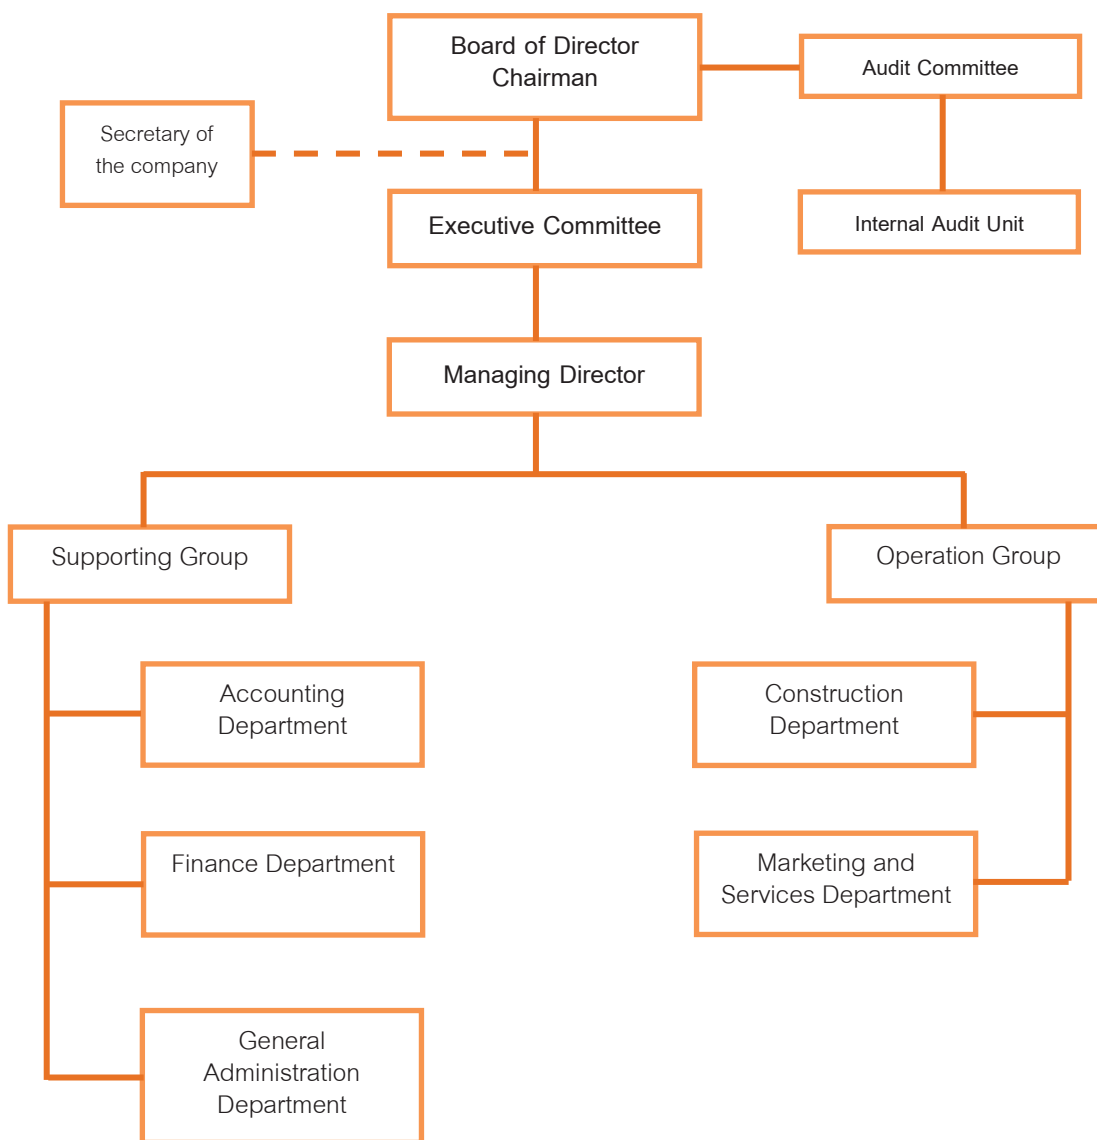 Board of Director
Chairman
Audit Committee
Secretary of
the company
Executive Committee
Internal Audit Unit
Managing Director
Supporting Group
Operation Group
Accounting
Department
Construction
Department
Finance Department
Marketing and
Services Department
General
Administration
Department